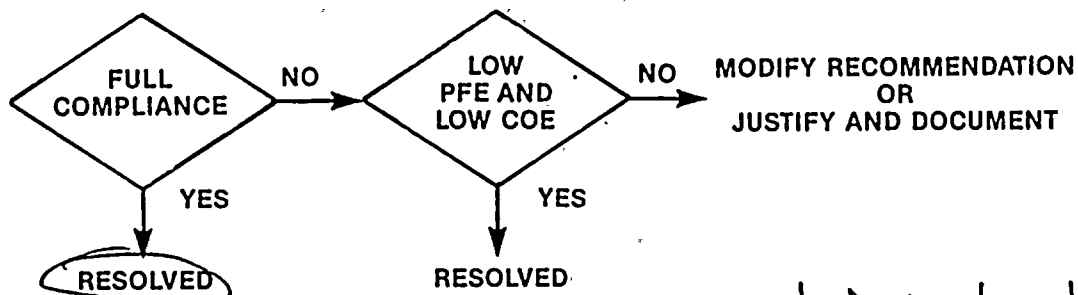 FULL
COMPLIANCE
NO
LOW
PFE AND
LOW COE
NO
MODIFY RECOMMENDATION
OR
JUSTIFY AND DOCUMENT
YES
YES
RESOLVED
RESOLVED